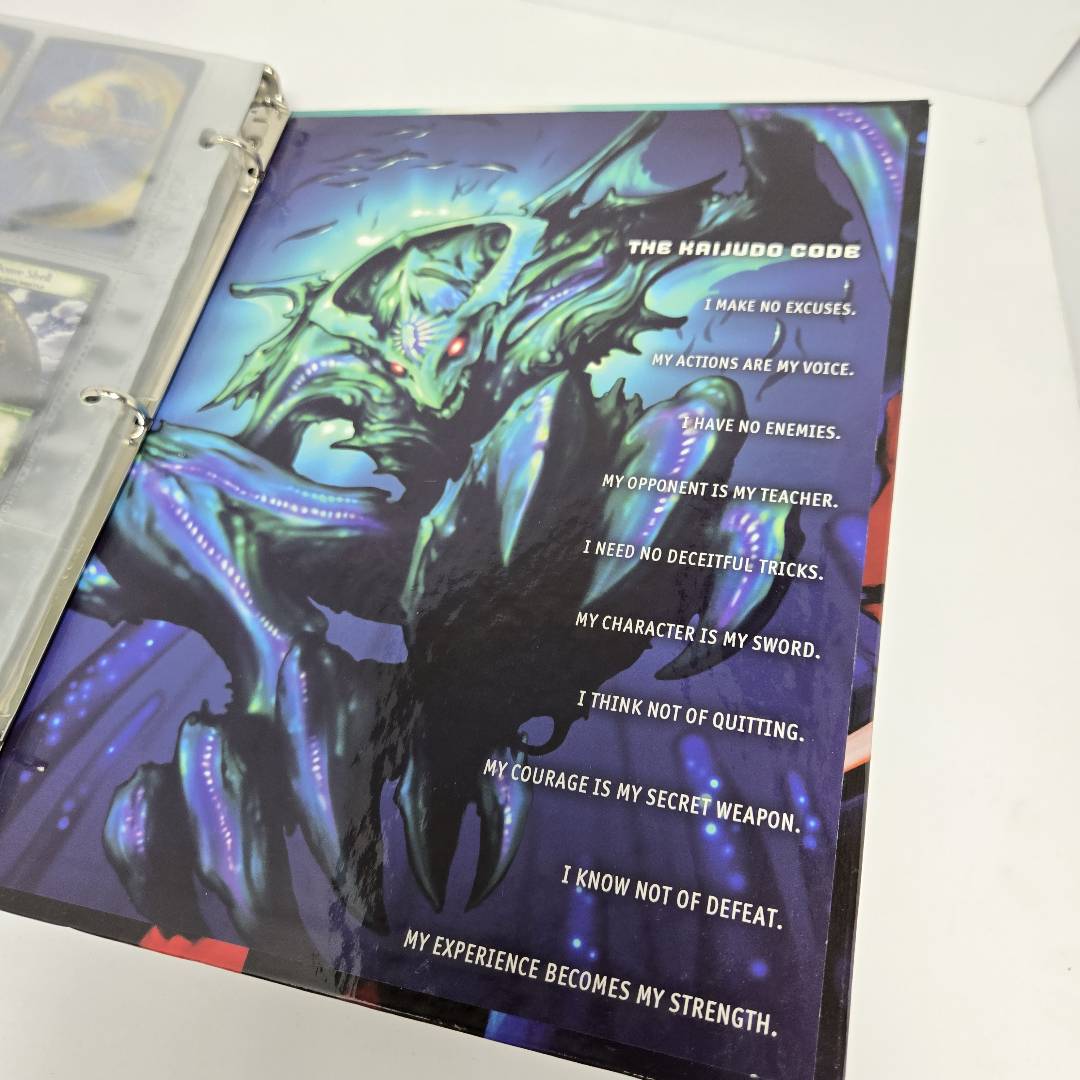 Shell
THE KAIJUDO CODE
I MAKE NO EXCUSES.
MY ACTIONS ARE MY VOICE.
I HAVE NO ENEMIES.
MY OPPONENT IS MY TEACHER.
I NEED NO DECEITFUL TRICKS.
MY CHARACTER IS MY SWORD.
I THINK NOT OF QUITTING.
MY COURAGE IS MY SECRET WEAPON.
I KNOW NOT OF DEFEAT.
MY EXPERIENCE BECOMES MY STRENGTH.